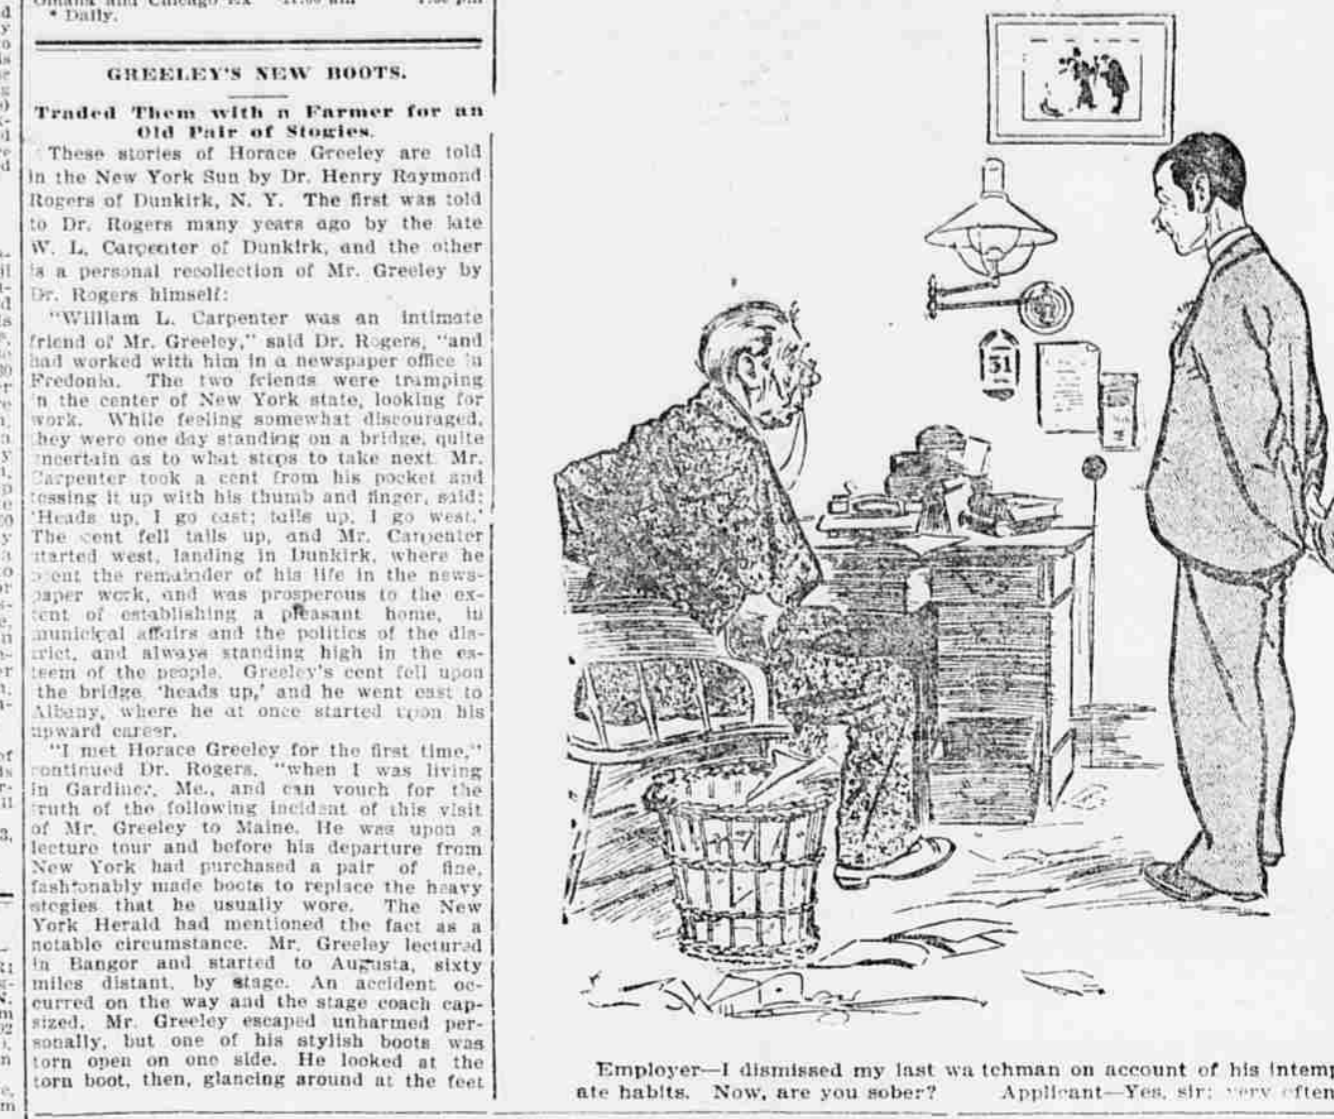 Omaha and Chicago Ex
* Daily.
GREELEY'S NEW BOOTS.
Traded Them with a Farmer for an
Old Pair of Stogies.
These stories of Horace Greeley are told
in the New York Sun by Dr. Henry Raymond
Rogers of Dunkirk, N. Y. The first was told
to Dr. Rogers many years ago by the late
W. L. Carpenter of Dunkirk, and the other
is a personal recollection of Mr. Greeley by
Dr. Rogers himself:
"William L. Carpenter was an intimate
friend of Mr. Greeley," said Dr. Rogers, "and
had worked with him in a newspaper office in
Fredonia. The two friends were tramping
in the center of New York state, looking for
work. While feeling somewhat discouraged,
they were one day standing on a bridge, quite
uncertain as to what steps to take next. Mr.
Carpenter took a cent from his pocket and
tossing it up with his thumb and finger, said:
'Heads up, I go east; tails up, I go west.'
The cent fell tails up, and Mr. Carpenter
started west, landing in Dunkirk, where he
spent the remainder of his life in the news-
paper work, and was prosperous to the ex-
tent of establishing a pleasant home, in
municipal affairs and the politics of the dis-
trict, and always standing high in the es-
teem of the people. Greeley's cent fell upon
the bridge 'heads up,' and he went east to
Albany, where he at once started upon his
upward career.
"I met Horace Greeley for the first time,"
continued Dr. Rogers, "when I was living
in Gardiner, Me., and can vouch for the
truth of the following incident of this visit
of Mr. Greeley to Maine. He was upon a
lecture tour and before his departure from
New York had purchased a pair of fine,
fashionably made boots to replace the heavy
stogies that he usually wore. The New
York Herald had mentioned the fact as a
notable circumstance. Mr. Greeley lectured
in Bangor and started to Augusta, sixty
miles distant, by stage. An accident oc-
curred on the way and the stage coach cap-
sized. Mr. Greeley escaped unharmed per-
sonally, but one of his stylish boots was
torn open on one side. He looked at the
torn boot, then, glancing around at the feet
31
Employer—I dismissed my last wa tchman on account of his intemp
ate habits. Now, are you sober? Applicant—Yes, sir; very often